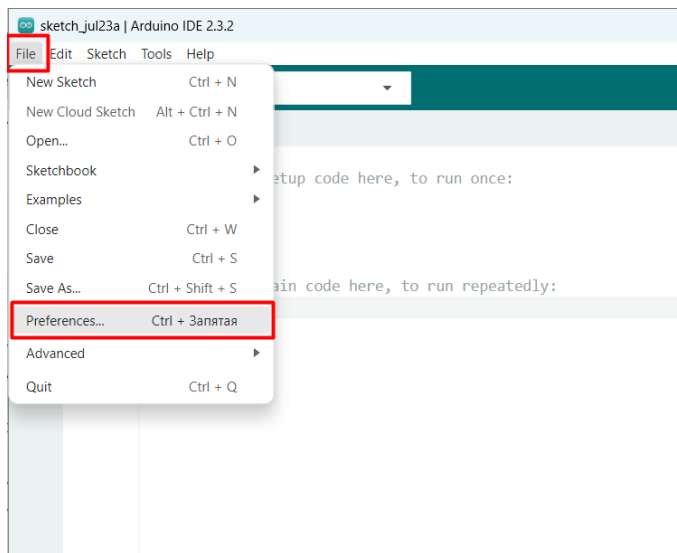 sketch_jul23a | Arduino IDE 2.3.2
File Edit Sketch Tools Help
New Sketch Ctrl + N
New Cloud Sketch Alt + Ctrl + N
Open... Ctrl + O
Sketchbook
etup code here, to run once:
Examples
Close Ctrl + W
Save Ctrl + S
Save As... Ctrl + Shift + S
ain code here, to run repeatedly:
Preferences... Ctrl + Запятая
Advanced
Quit Ctrl + Q